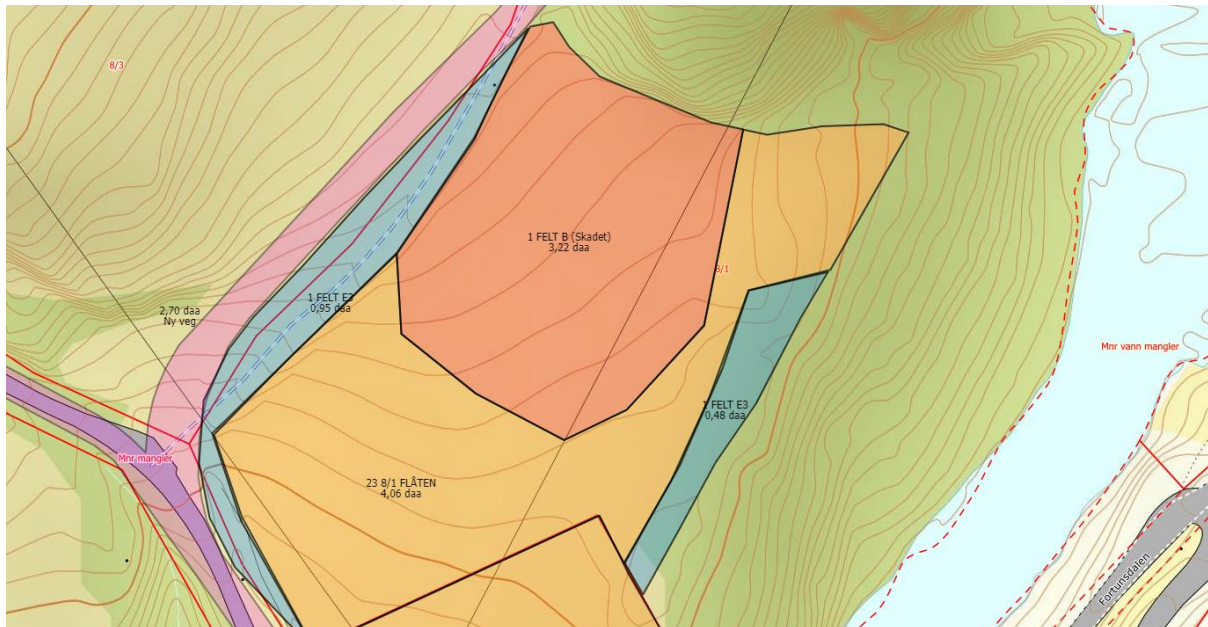 8/3
1 FELT B (Skadet)
3,22 daa
8/1
1 FELT E3
0,95 daa
2,70 daa
Ny veg
Mnr vann mangler
1 FELT E3
0,48 daa
Mnr mangler
23 8/1 FLÅTEN
4,06 daa
Fortunsdalen